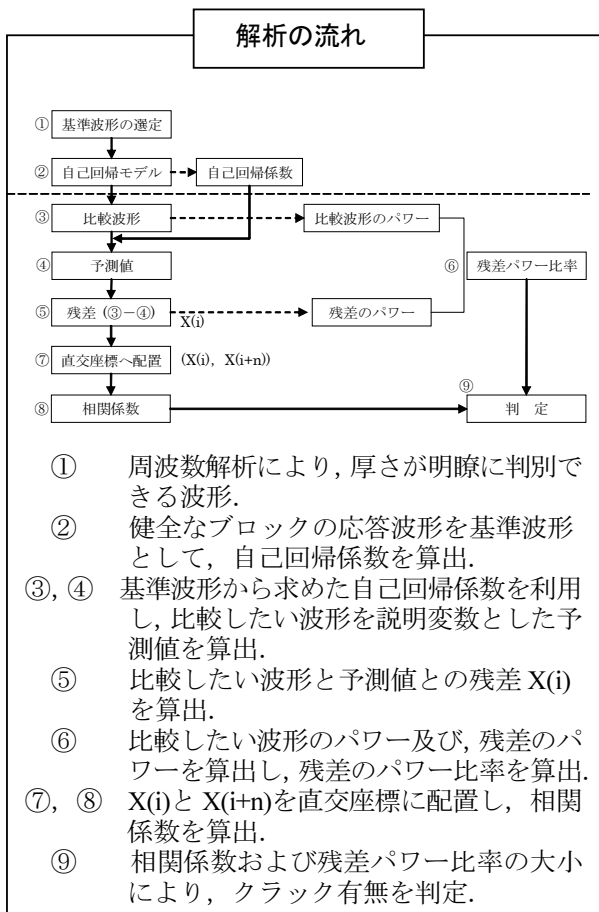 解析の流れ
① 基準波形の選定
② 自己回帰モデル 自己回帰係数
③ 比較波形 比較波形のパワー
④ 予測値 ⑥ 残差パワー比率
⑤ 残差 (③－④) X(i) 残差のパワー
⑦ 直交座標へ配置 (X(i), X(i+n))
⑨
⑧ 相関係数 判 定
① 周波数解析により, 厚さが明瞭に判別で
きる波形.
② 健全なブロックの応答波形を基準波形
として, 自己回帰係数を算出.
③, ④ 基準波形から求めた自己回帰係数を利用
し, 比較したい波形を説明変数とした予
測値を算出.
⑤ 比較したい波形と予測値との残差 X(i)
を算出.
⑥ 比較したい波形のパワー及び, 残差のパ
ワーを算出し, 残差のパワー比率を算出.
⑦, ⑧ X(i)と X(i+n)を直交座標に配置し, 相関
係数を算出.
⑨ 相関係数および残差パワー比率の大小
により, クラック有無を判定.